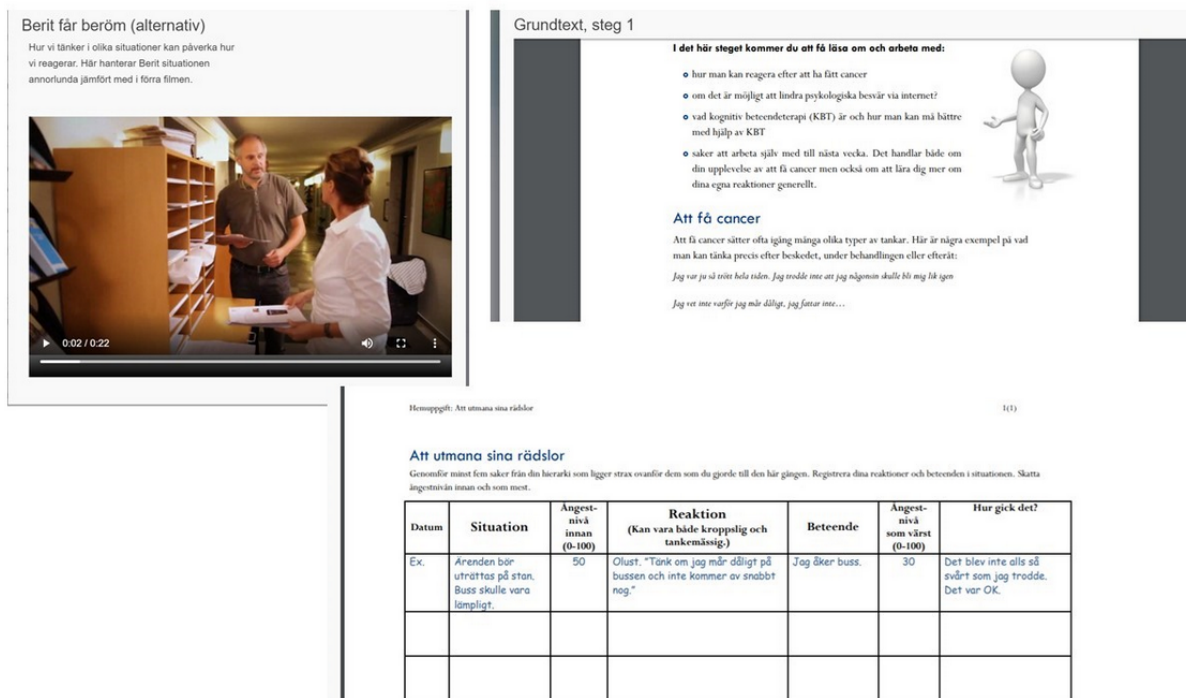 Berit får beröm (alternativ)
Hur vi tänker i olika situationer kan påverka hur
vi reagerar. Här hanterar Berit situationen
annorlunda jämfört med i förra filmen.
0:02 / 0:22
Grundtext, steg 1
I det här steget kommer du att få läsa om och arbeta med:
hur man kan reagera efter att ha fått cancer
om det är möjligt att lindra psykologiska besvär via internet?
vad kognitiv beteendeterapi (KBT) är och hur man kan må bättre
med hjälp av KBT
saker att arbeta själv med till nästa vecka. Det handlar både om
din upplevelse av att få cancer men också om att lära dig mer om
dina egna reaktioner generellt.
Att få cancer
Att få cancer sätter ofta igång många olika typer av tankar. Här är några exempel på vad
man kan tänka precis efter beskedet, under behandlingen eller efteråt:
Jag var ju så trött hela tiden. Jag trodde inte att jag någonsin skulle bli mig lik igen
Jag vet inte varför jag mår dåligt, jag fattar inte…
Hemuppgift: Att utmana sina rädslor 1(1)
Att utmana sina rädslor
Genomför minst fem saker från din hierarki som ligger strax ovanför dem som du gjorde till den här gången. Registrera dina reaktioner och beteenden i situationen. Skatta
ångestnivån innan och som mest.
Datum
Situation
Ångest-
nivå
innan
(0-100)
Reaktion
(Kan vara både kroppslig och
tankemässig.)
Beteende
Ångest-
nivå
som värst
(0-100)
Hur gick det?
Ex.
Ärenden bör
uträttas på stan.
Buss skulle vara
lämpligt.
50
Olust. "Tänk om jag mår dåligt på
bussen och inte kommer av snabbt
nog."
Jag åker buss.
30
Det blev inte alls så
svårt som jag trodde.
Det var OK.